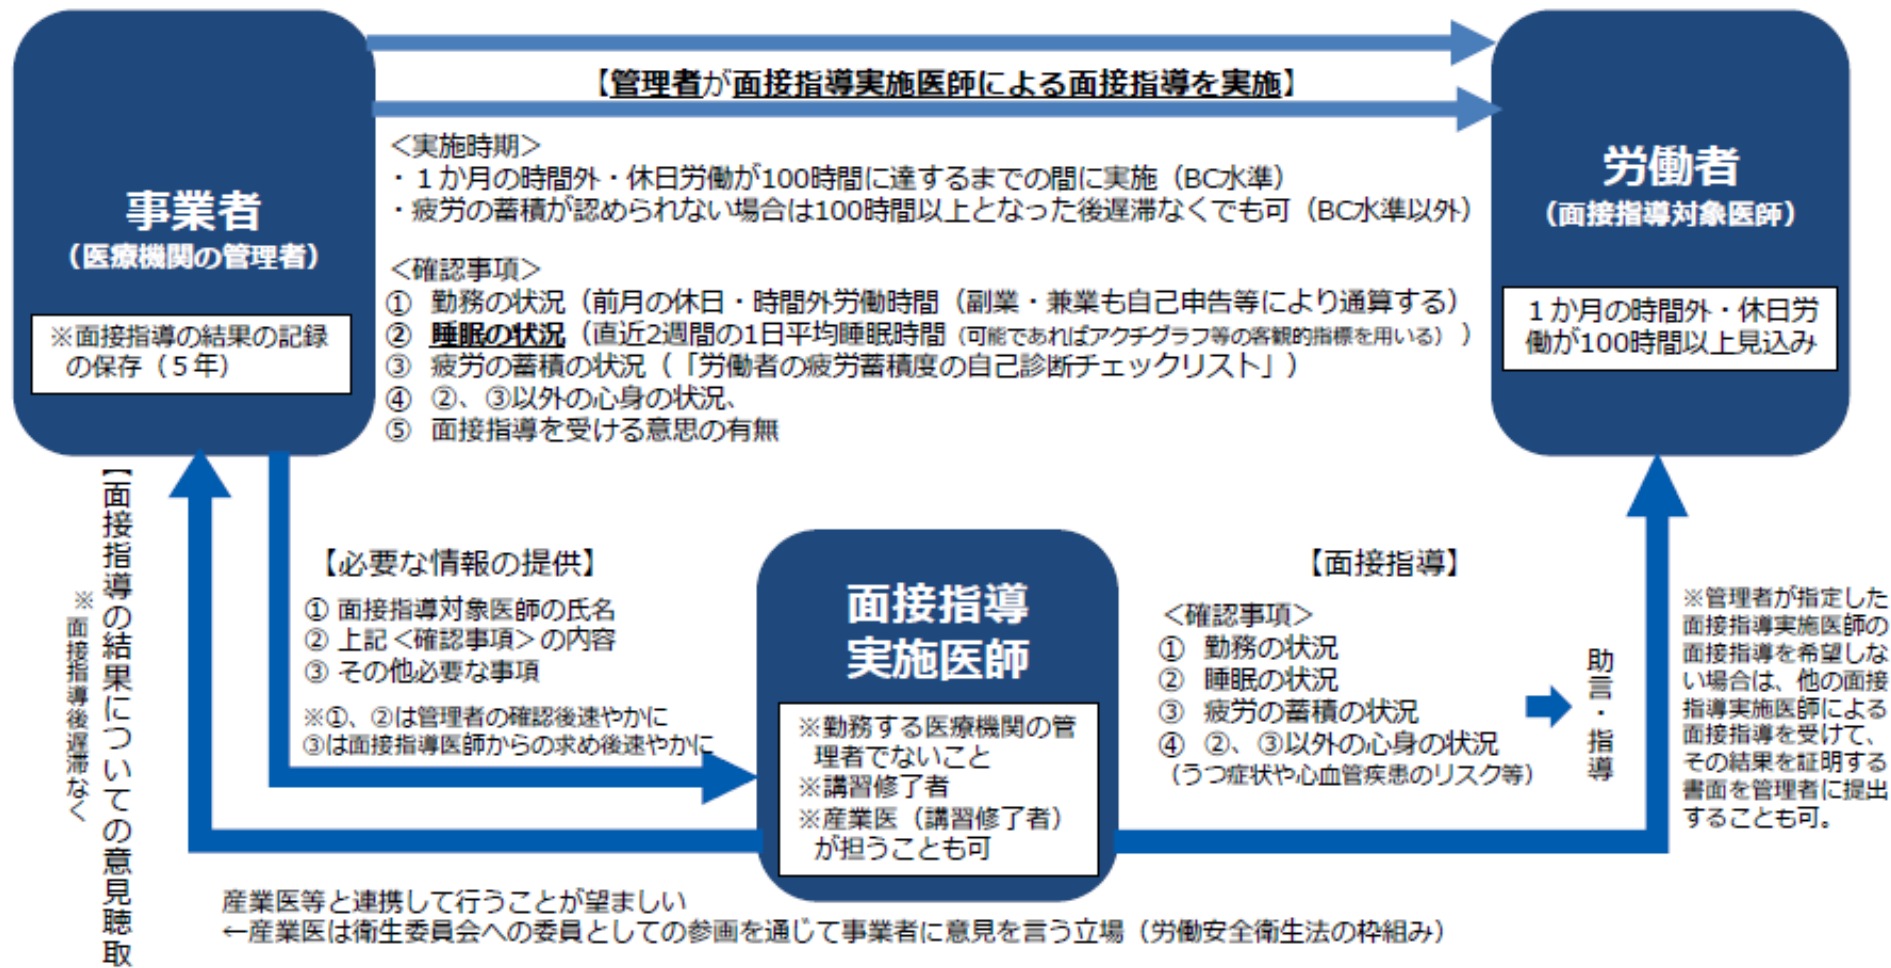 事業者
（医療機関の管理者）
※面接指導の結果の記録
の保存（５年）
【管理者が面接指導実施医師による面接指導を実施】
＜実施時期＞
・１か月の時間外・休日労働が100時間に達するまでの間に実施（BC水準）
・疲労の蓄積が認められない場合は100時間以上となった後遅滞なくでも可（BC水準以外）
＜確認事項＞
① 勤務の状況（前月の休日・時間外労働時間（副業・兼業も自己申告等により通算する）
② 睡眠の状況（直近2週間の1日平均睡眠時間（可能であればアクチグラフ等の客観的指標を用いる））
③ 疲労の蓄積の状況（「労働者の疲労蓄積度の自己診断チェックリスト」）
④ ②、③以外の心身の状況、
⑤ 面接指導を受ける意思の有無
労働者
（面接指導対象医師）
１か月の時間外・休日労
働が100時間以上見込み
【面接指導の結果についての意見聴取
※面接指導後遅滞なく
【必要な情報の提供】
① 面接指導対象医師の氏名
② 上記＜確認事項＞の内容
③ その他必要な事項
※①、②は管理者の確認後速やかに
③は面接指導医師からの求め後速やかに
面接指導
実施医師
※勤務する医療機関の管
理者でないこと
※講習修了者
※産業医（講習修了者）
が担うことも可
【面接指導】
＜確認事項＞
① 勤務の状況
② 睡眠の状況
③ 疲労の蓄積の状況
④ ②、③以外の心身の状況
（うつ症状や心血管疾患のリスク等）
助言・指導
※管理者が指定した
面接指導実施医師の
面接指導を希望しな
い場合は、他の面接
指導実施医師による
面接指導を受けて、
その結果を証明する
書面を管理者に提出
することも可。
産業医等と連携して行うことが望ましい
←産業医は衛生委員会への委員としての参画を通じて事業者に意見を言う立場（労働安全衛生法の枠組み）